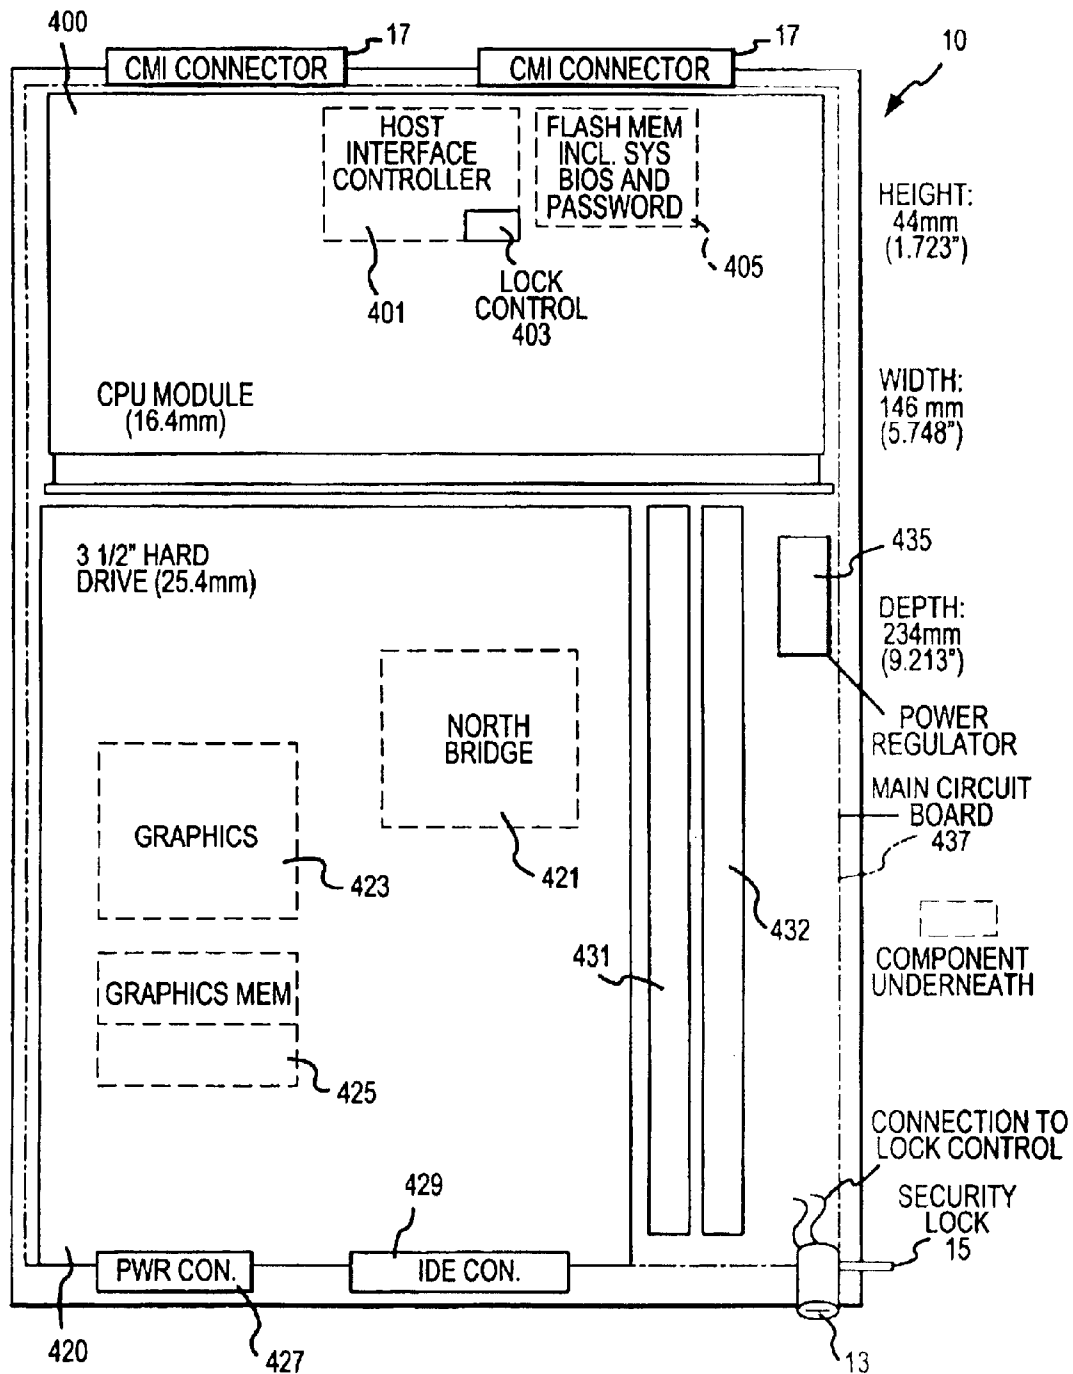 400
17
17
10
CMI CONNECTOR
CMI CONNECTOR
HOST
INTERFACE
CONTROLLER
FLASH MEM
INCL. SYS
BIOS AND
PASSWORD
HEIGHT:
44mm
(1.723")
401
LOCK
CONTROL
403
405
CPU MODULE
(16.4mm)
WIDTH:
146 mm
(5.748")
3 1/2" HARD
DRIVE (25.4mm)
435
DEPTH:
234mm
(9.213")
NORTH
BRIDGE
POWER
REGULATOR
GRAPHICS
423
421
MAIN CIRCUIT
BOARD
437
432
431
COMPONENT
UNDERNEATH
GRAPHICS MEM
425
CONNECTION TO
LOCK CONTROL
429
SECURITY
LOCK
15
PWR CON.
IDE CON.
420
427
13